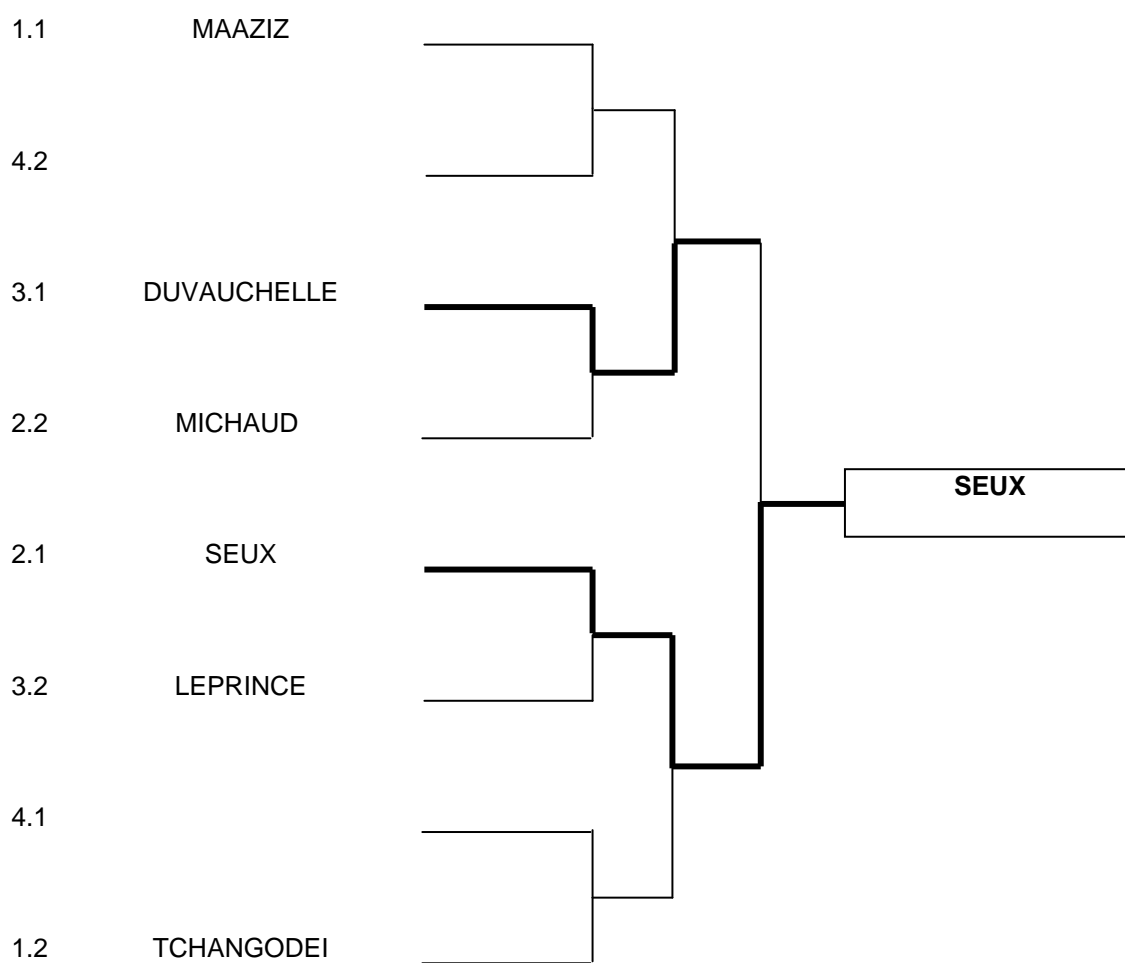 1.1 MAAZIZ
4.2
3.1 DUVAUCHELLE
2.2 MICHAUD
SEUX
2.1 SEUX
3.2 LEPRINCE
4.1
1.2 TCHANGODEI